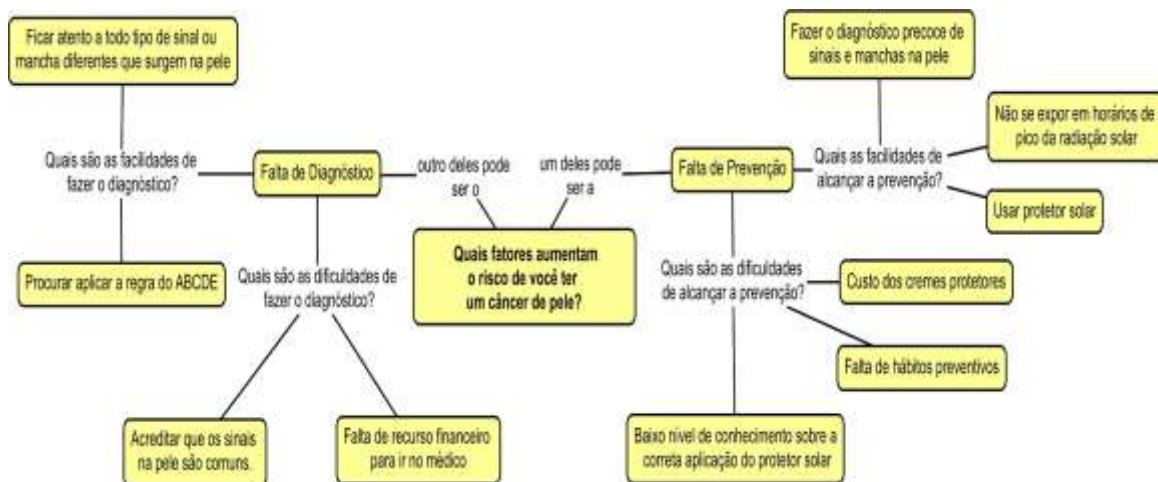 Ficar atento a todo tipo de sinal ou
mancha diferentes que surgem na pele
Quais são as facilidades de
fazer o diagnóstico?
Procurar aplicar a regra do ABCDE
Falta de Diagnóstico
Quais são as dificuldades de
fazer o diagnóstico?
Acreditar que os sinais
na pele são comuns.
Falta de recurso financeiro
para ir no médico
outro deles pode
ser o
um deles pode
ser a
Quais fatores aumentam
o risco de você ter
um câncer de pele?
Falta de Prevenção
Fazer o diagnóstico precoce de
sinais e manchas na pele
Quais as facilidades de
alcançar a prevenção?
Não se expor em horários de
pico da radiação solar
Usar protetor solar
Quais são as dificuldades
de alcançar a prevenção?
Custo dos cremes protetores
Falta de hábitos preventivos
Baixo nível de conhecimento sobre a
correta aplicação do protetor solar